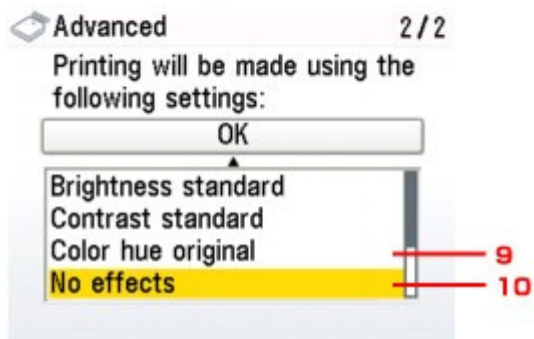 Advanced 2/2
Printing will be made using the
following settings:
OK
Brightness standard
Contrast standard
Color hue original
9
No effects
10